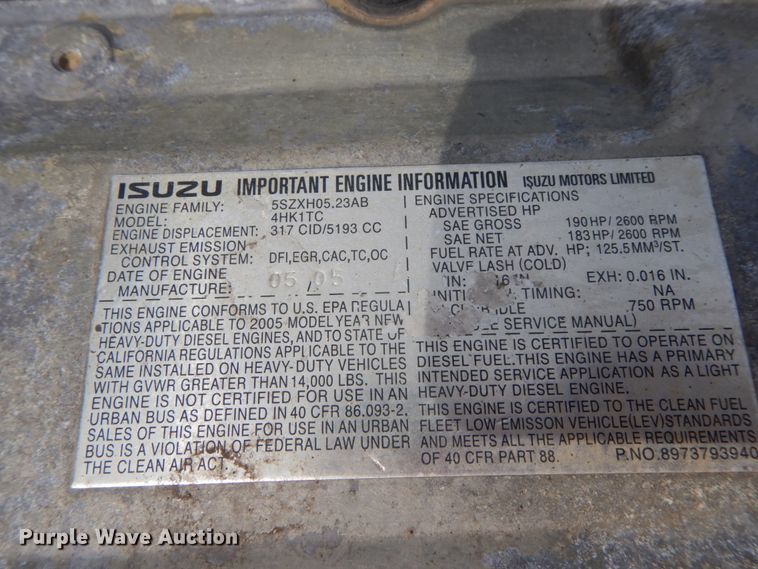 ISUZU IMPORTANT ENGINE INFORMATION ISUZU MOTORS LIMITED
ENGINE FAMILY: 5SZXH05.23AB
MODEL: 4HK1TC
ENGINE DISPLACEMENT: 317 CID/5193 CC
EXHAUST EMISSION
CONTROL SYSTEM: DFI,EGR,CAC,TC,OC
DATE OF ENGINE
MANUFACTURE: 05/05
THIS ENGINE CONFORMS TO U.S. EPA REGULA
TIONS APPLICABLE TO 2005 MODEL YEAR NEW
HEAVY-DUTY DIESEL ENGINES, AND TO STATE OF
CALIFORNIA REGULATIONS APPLICABLE TO THE
SAME INSTALLED ON HEAVY-DUTY VEHICLES
WITH GVWR GREATER THAN 14,000 LBS. THIS
ENGINE IS NOT CERTIFIED FOR USE IN AN
URBAN BUS AS DEFINED IN 40 CFR 86.093-2.
SALES OF THIS ENGINE FOR USE IN AN URBAN
BUS IS A VIOLATION OF FEDERAL LAW UNDER
THE CLEAN AIR ACT.
ENGINE SPECIFICATIONS
ADVERTISED HP
SAE GROSS 190 HP/ 2600 RPM
SAE NET 183 HP/ 2600 RPM
FUEL RATE AT ADV. HP; 125.5MM³/ST.
VALVE LASH (COLD)
IN: 16 IN EXH: 0.016 IN.
TIMING: NA
IDLE 750 RPM
SERVICE MANUAL)
THIS ENGINE IS CERTIFIED TO OPERATE ON
DIESEL FUEL. THIS ENGINE HAS A PRIMARY
INTENDED SERVICE APPLICATION AS A LIGHT
HEAVY-DUTY DIESEL ENGINE.
THIS ENGINE IS CERTIFIED TO THE CLEAN FUEL
FLEET LOW EMISSON VEHICLE(LEV)STANDARDS
AND MEETS ALL THE APPLICABLE REQUIREMENTS
OF 40 CFR PART 88. P.NO.8973793940
Purple Wave Auction